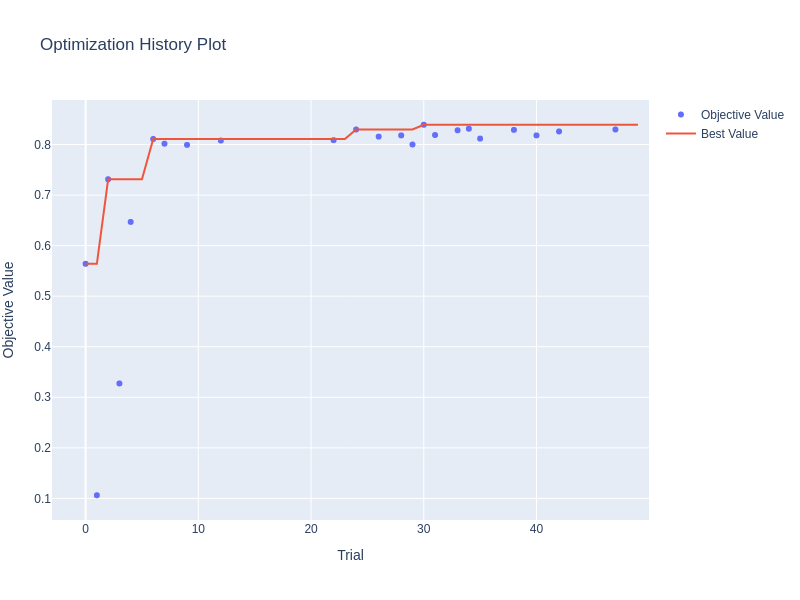 Optimization History Plot
Objective Value
Best Value
0.8
0.7
0.6
0.5
0.4
0.3
0.2
0.1
Objective Value
0 10 20 30 40
Trial